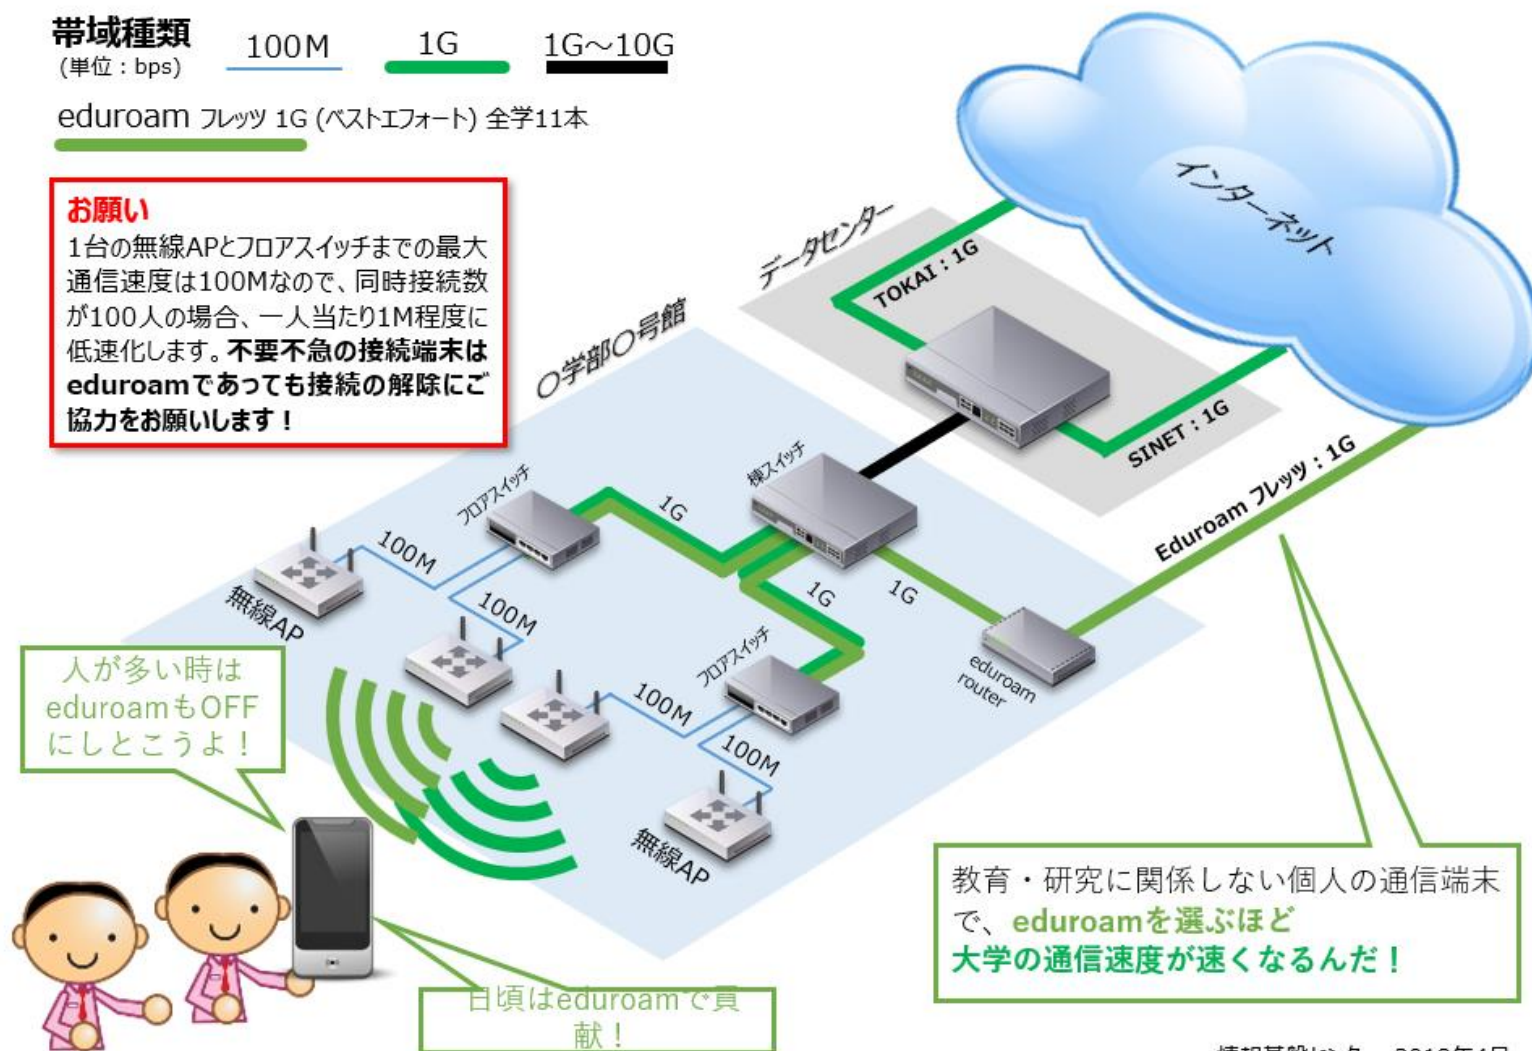 帯域種類
(単位：bps)
100M
1G
1G～10G
eduroam フレッツ 1G (ベストエフォート) 全学11本
お願い
1台の無線APとフロアスイッチまでの最大
通信速度は100Mなので、同時接続数
が100人の場合、一人当たり1M程度に
低速化します。不要不急の接続端末は
eduroamであっても接続の解除にご
協力をお願いします！
インターネット
データセンター
TOKAI：1G
SINET：1G
〇学部〇号館
棟スイッチ
フロアスイッチ
1G
100M
無線AP
100M
1G
1G
Eduroam フレッツ：1G
eduroam
router
フロアスイッチ
100M
100M
無線AP
人が多い時は
eduroamもOFF
にしとこうよ！
日頃はeduroamで貢
献！
教育・研究に関係しない個人の通信端末
で、eduroamを選ぶほど
大学の通信速度が速くなるんだ！